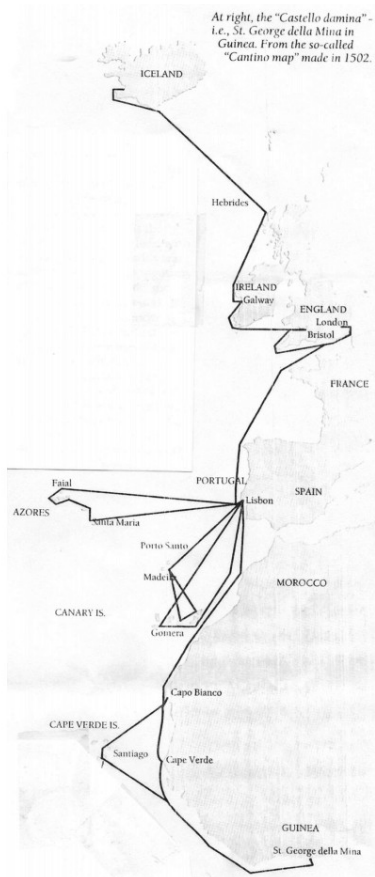 At right, the "Castello damina" -
i.e., St. George della Mina in
Guinea. From the so-called
"Cantino map" made in 1502.
ICELAND
Hebrides
IRELAND
Galway
ENGLAND
London
Bristol
FRANCE
PORTUGAL
Faial
Lisbon
SPAIN
AZORES
Santa Maria
Porto Santo
Madeira
MOROCCO
CANARY IS.
Gomera
Capo Bianco
CAPE VERDE IS.
Santiago
Cape Verde
GUINEA
St. George della Mina